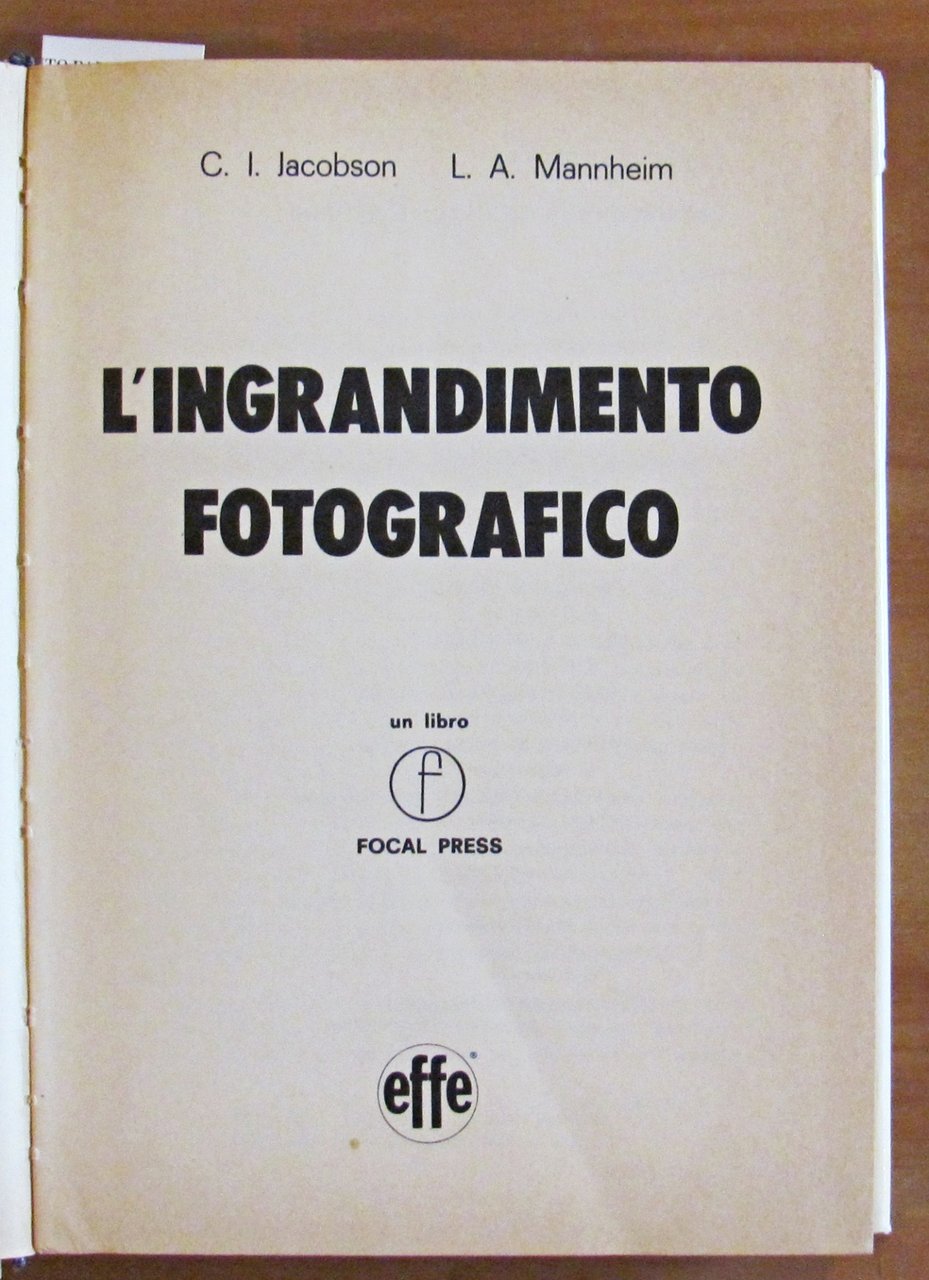 C. I. Jacobson L. A. Mannheim
L'INGRANDIMENTO
FOTOGRAFICO
un libro
f
FOCAL PRESS
effe®